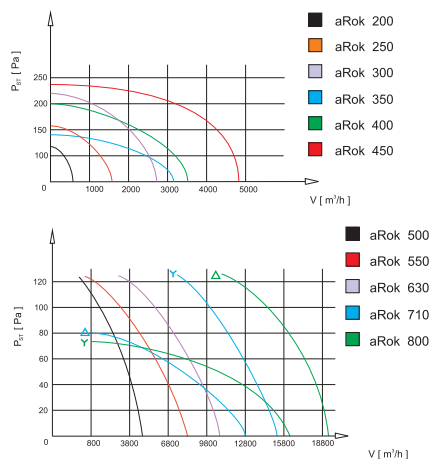 P_ST [ Pa ]
250
200
150
100
0
1000
2000
3000
4000
5000
V [ m³/h ]
aRok 200
aRok 250
aRok 300
aRok 350
aRok 400
aRok 450
P_ST [ Pa ]
120
100
80
60
40
20
0
0
800
3800
6800
9800
12800
15800
18800
V [ m³/h ]
Y
△
△
Y
aRok 500
aRok 550
aRok 630
aRok 710
aRok 800